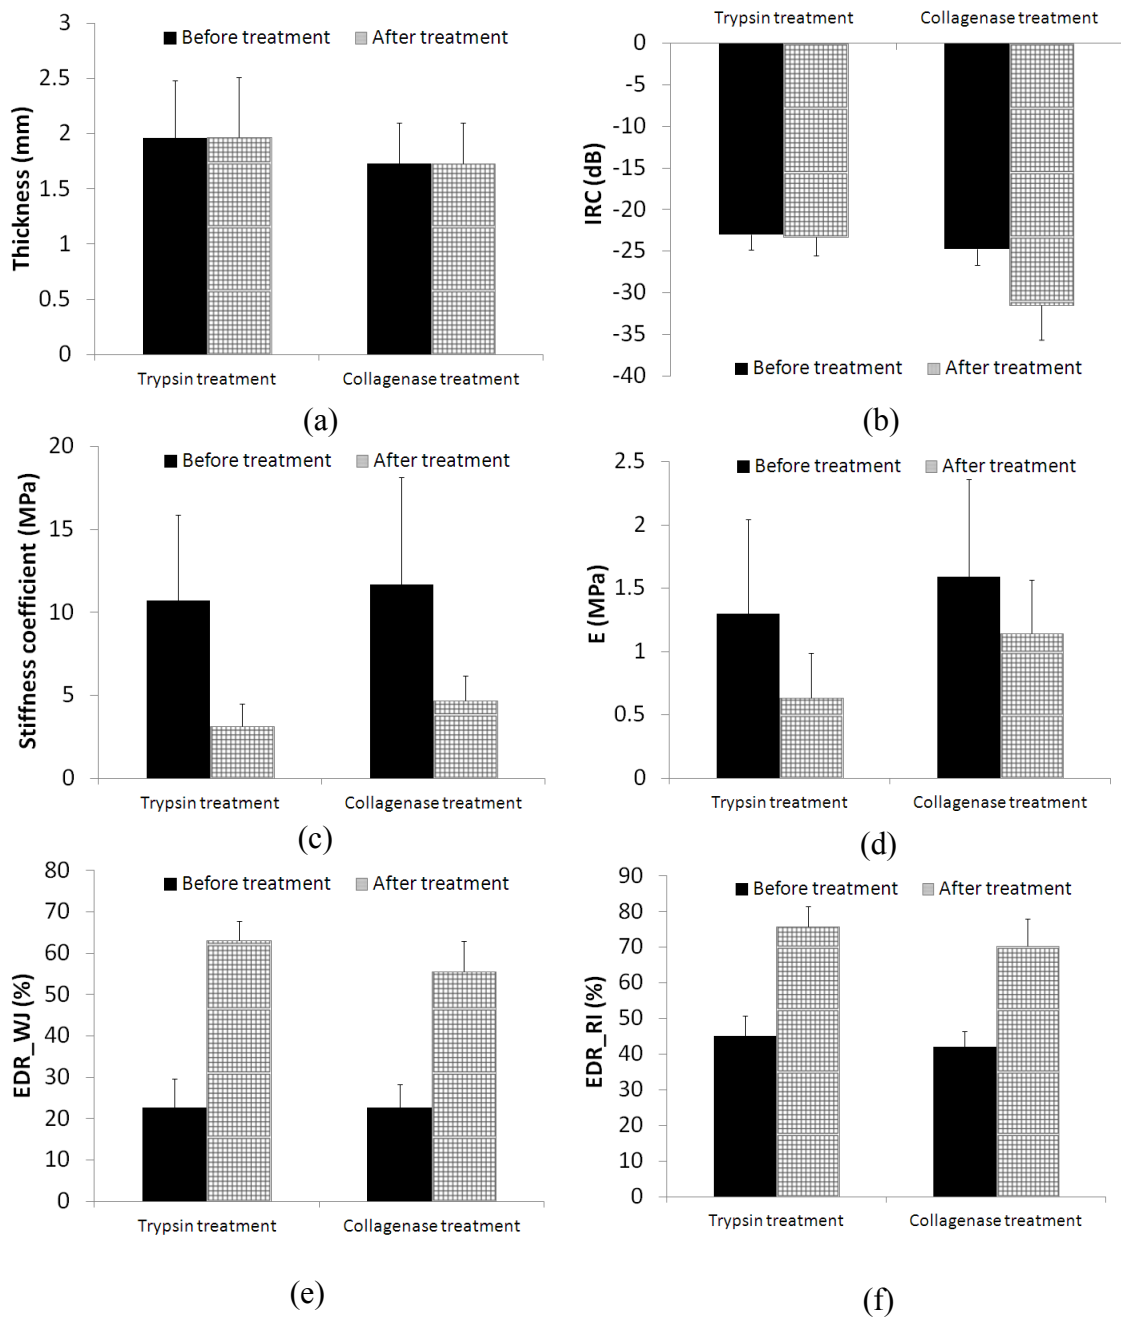 3
2.5
2
1.5
1
0.5
0
Thickness (mm)
Before treatment After treatment
Trypsin treatment Collagenase treatment
(a)
Trypsin treatment Collagenase treatment
0
-5
-10
-15
-20
-25
-30
-35
-40
IRC (dB)
Before treatment After treatment
(b)
20
15
10
5
0
Stiffness coefficient (MPa)
Before treatment After treatment
Trypsin treatment Collagenase treatment
(c)
2.5
2
1.5
1
0.5
0
E (MPa)
Before treatment After treatment
Trypsin treatment Collagenase treatment
(d)
80
70
60
50
40
30
20
10
0
EDR_WJ (%)
Before treatment After treatment
Trypsin treatment Collagenase treatment
(e)
90
80
70
60
50
40
30
20
10
0
EDR_RI (%)
Before treatment After treatment
Trypsin treatment Collagenase treatment
(f)